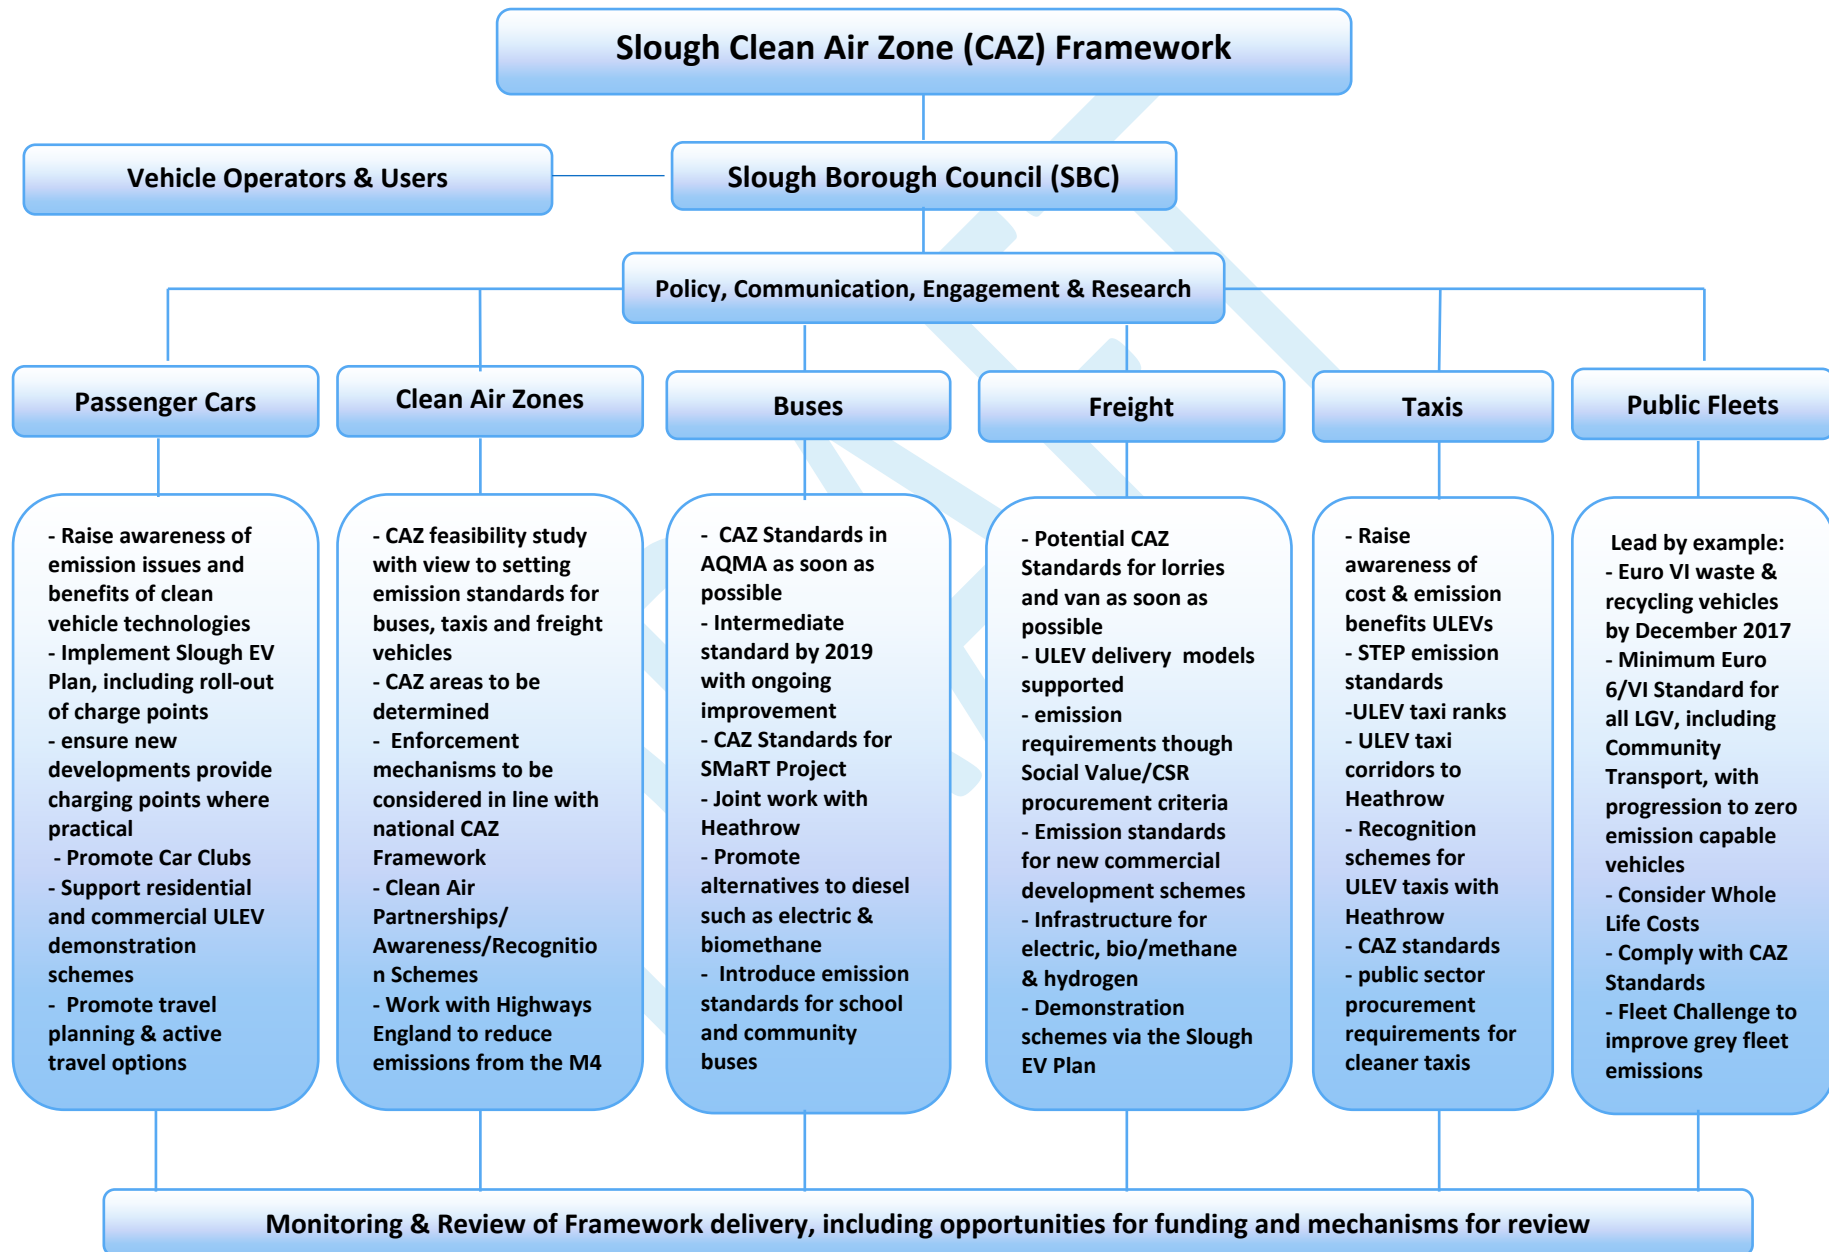 Slough Clean Air Zone (CAZ) Framework
Vehicle Operators & Users
Slough Borough Council (SBC)
Policy, Communication, Engagement & Research
Passenger Cars
- Raise awareness of
emission issues and
benefits of clean
vehicle technologies
- Implement Slough EV
Plan, including roll-out
of charge points
- ensure new
developments provide
charging points where
practical
- Promote Car Clubs
- Support residential
and commercial ULEV
demonstration
schemes
- Promote travel
planning & active
travel options
Clean Air Zones
- CAZ feasibility study
with view to setting
emission standards for
buses, taxis and freight
vehicles
- CAZ areas to be
determined
- Enforcement
mechanisms to be
considered in line with
national CAZ
Framework
- Clean Air
Partnerships/
Awareness/Recognitio
n Schemes
- Work with Highways
England to reduce
emissions from the M4
Buses
- CAZ Standards in
AQMA as soon as
possible
- Intermediate
standard by 2019
with ongoing
improvement
- CAZ Standards for
SMaRT Project
- Joint work with
Heathrow
- Promote
alternatives to diesel
such as electric &
biomethane
- Introduce emission
standards for school
and community
buses
Freight
- Potential CAZ
Standards for lorries
and van as soon as
possible
- ULEV delivery models
supported
- emission
requirements though
Social Value/CSR
procurement criteria
- Emission standards
for new commercial
development schemes
- Infrastructure for
electric, bio/methane
& hydrogen
- Demonstration
schemes via the Slough
EV Plan
Taxis
- Raise
awareness of
cost & emission
benefits ULEVs
- STEP emission
standards
-ULEV taxi ranks
- ULEV taxi
corridors to
Heathrow
- Recognition
schemes for
ULEV taxis with
Heathrow
- CAZ standards
- public sector
procurement
requirements for
cleaner taxis
Public Fleets
Lead by example:
- Euro VI waste &
recycling vehicles
by December 2017
- Minimum Euro
6/VI Standard for
all LGV, including
Community
Transport, with
progression to zero
emission capable
vehicles
- Consider Whole
Life Costs
- Comply with CAZ
Standards
- Fleet Challenge to
improve grey fleet
emissions
Monitoring & Review of Framework delivery, including opportunities for funding and mechanisms for review
DRAFT